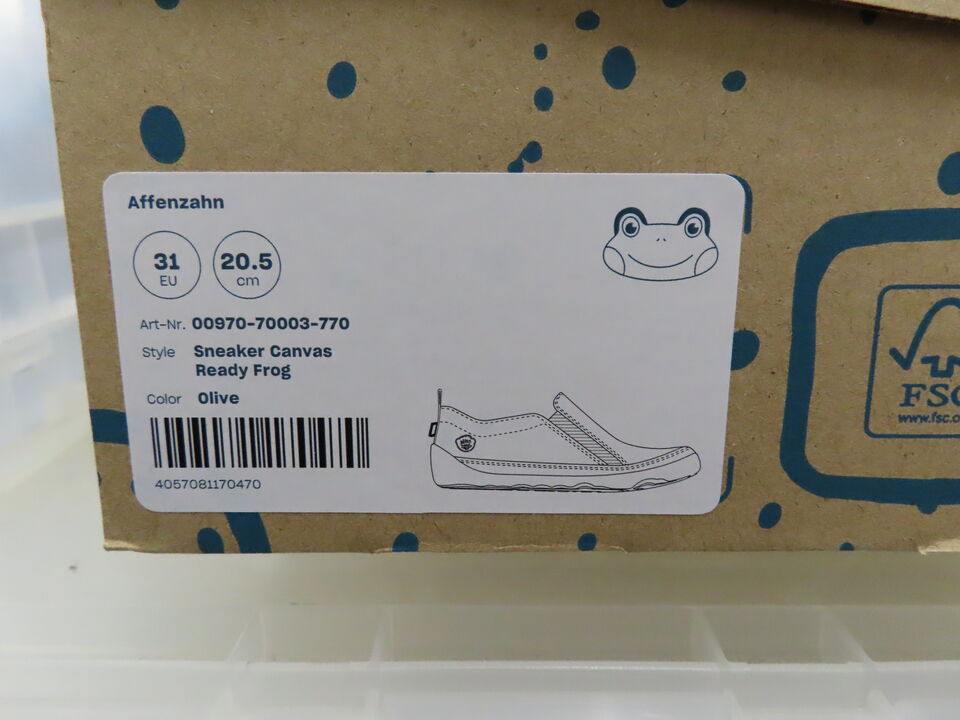 Affenzahn
31
EU
20.5
cm
Art-Nr. 00970-70003-770
Style Sneaker Canvas
Ready Frog
Color Olive
4057081170470
FSC
www.fsc.o